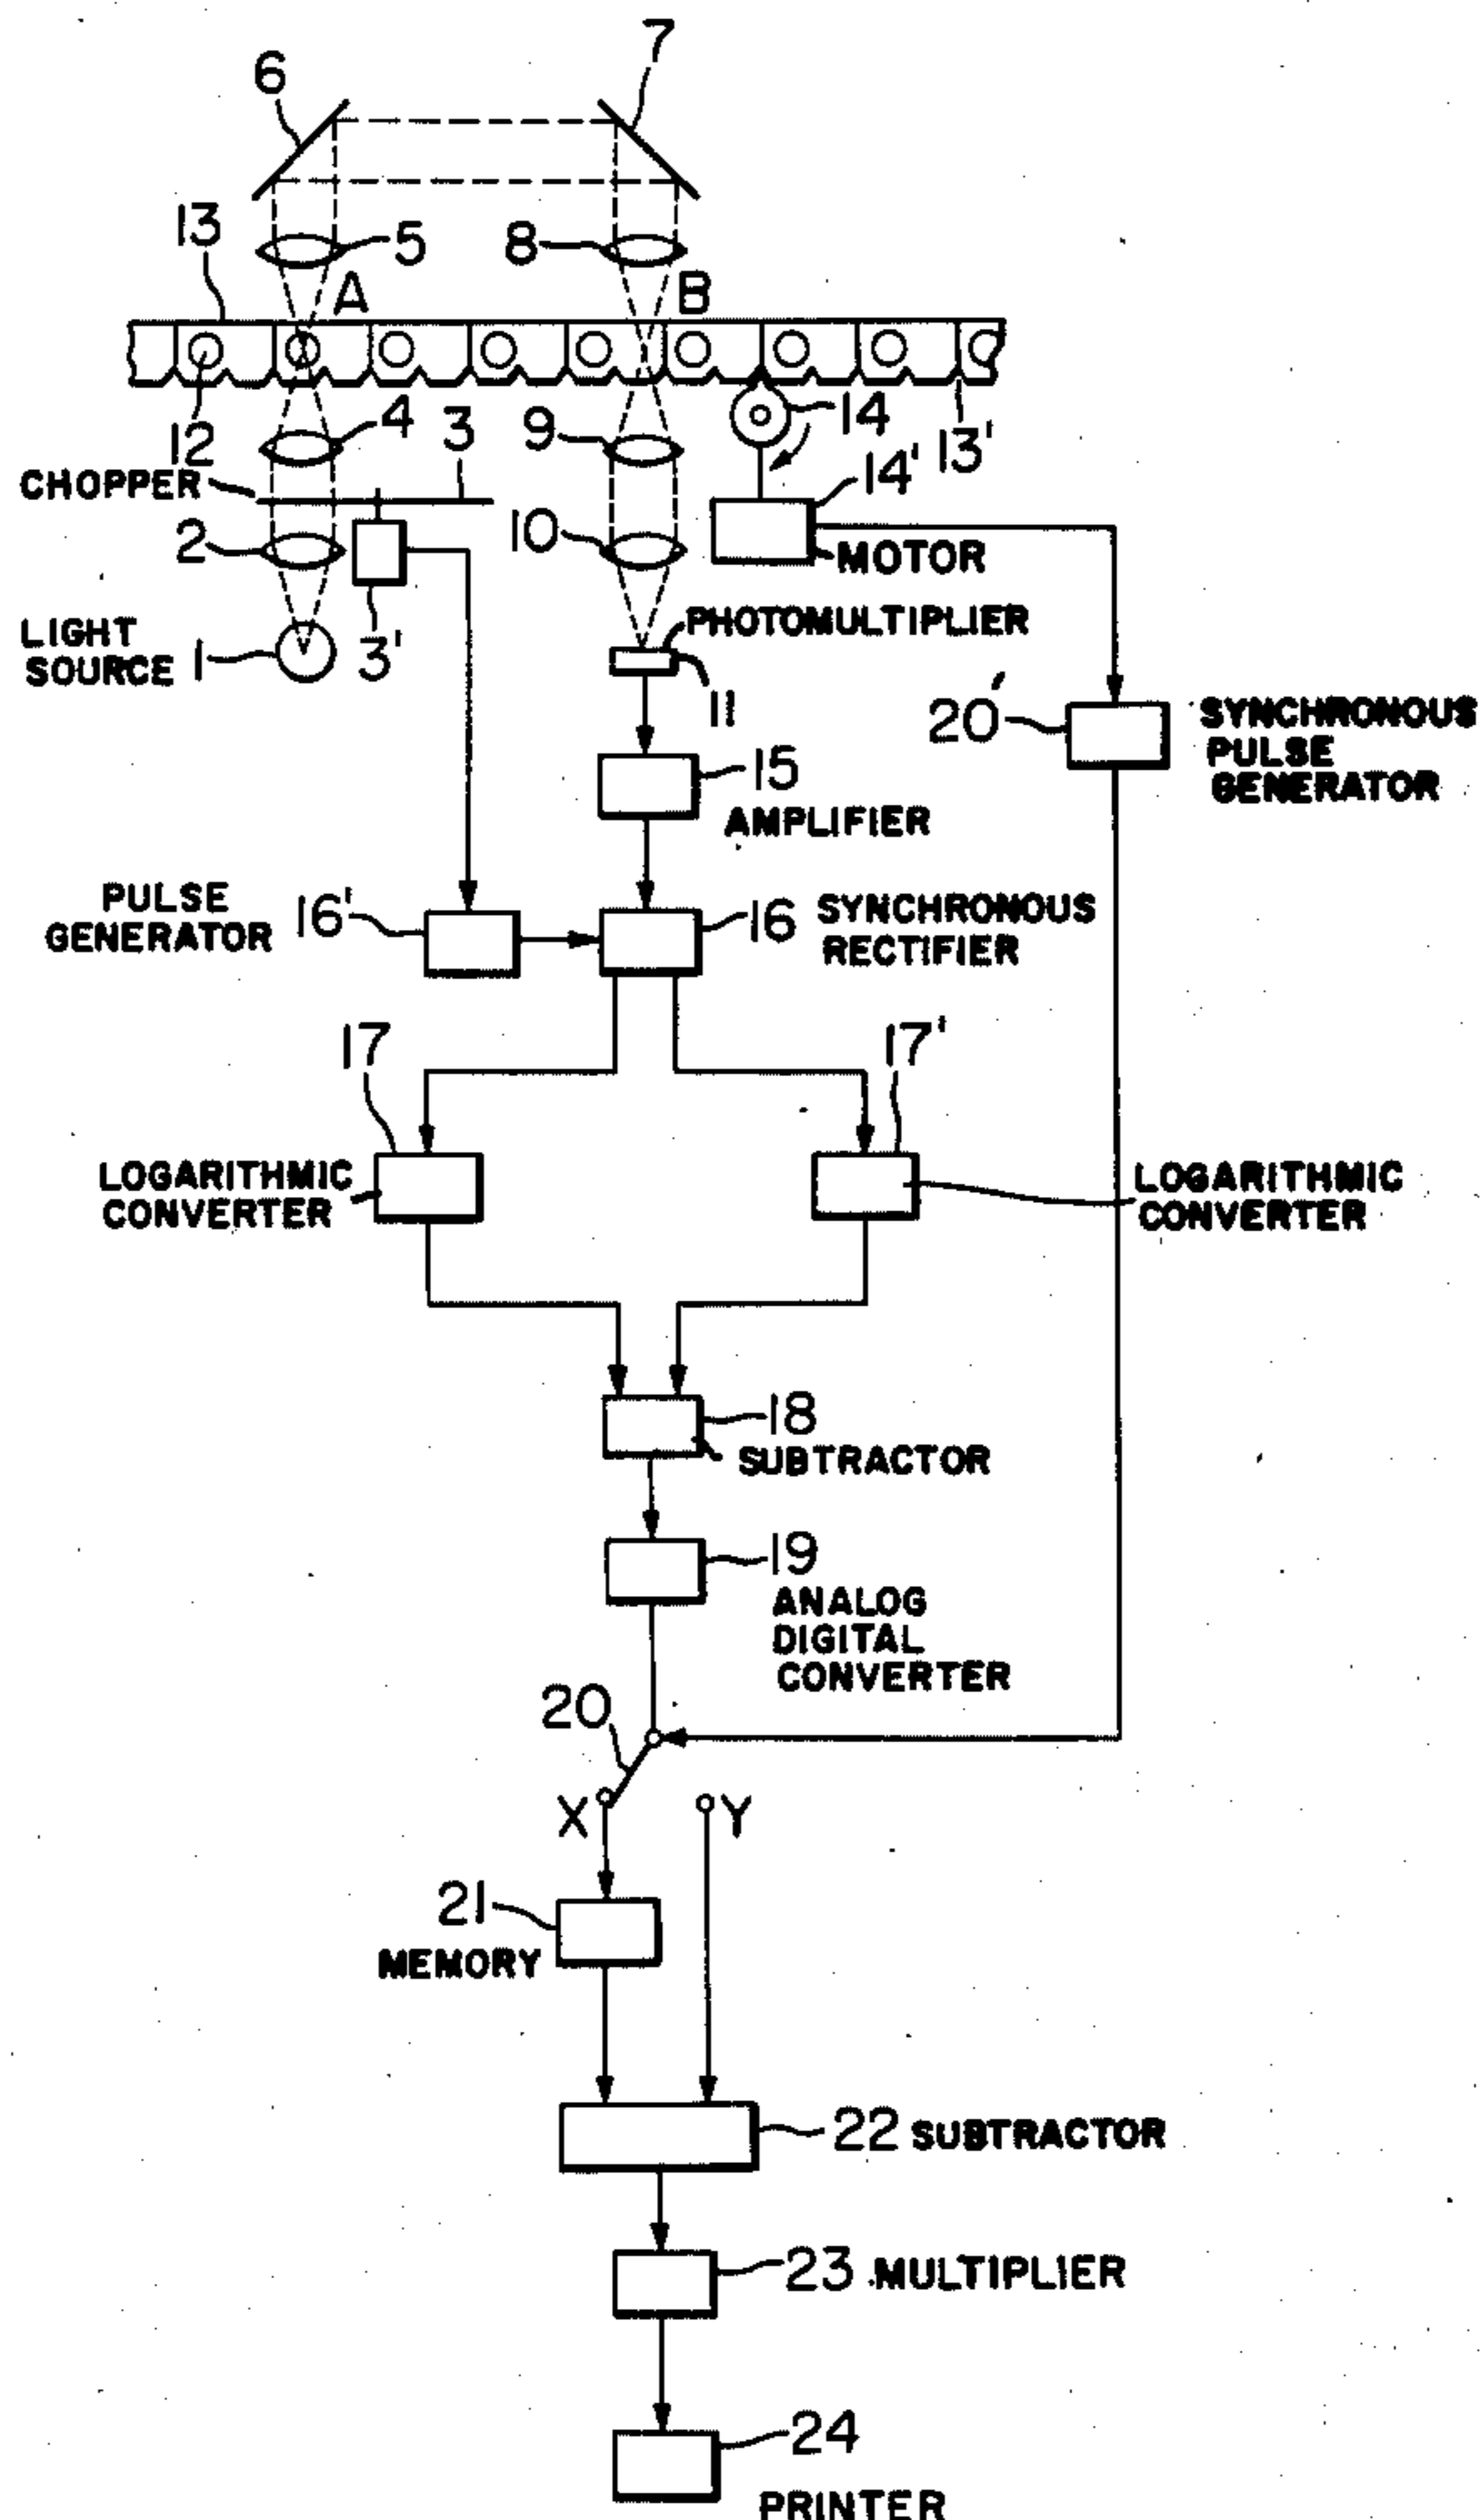 6
7
13
5
8
A
B
12
4
3
9
14
13'
CHOPPER
14'
2
10
MOTOR
LIGHT
SOURCE 1
3'
PHOTOMULTIPLIER
11
20'
SYNCHRONOUS
PULSE
GENERATOR
15
AMPLIFIER
PULSE
GENERATOR
16'
16 SYNCHRONOUS
RECTIFIER
17
17'
LOGARITHMIC
CONVERTER
LOGARITHMIC
CONVERTER
18
SUBTRACTOR
19
ANALOG
DIGITAL
CONVERTER
20
X
Y
21
MEMORY
22 SUBTRACTOR
23 MULTIPLIER
24
PRINTER